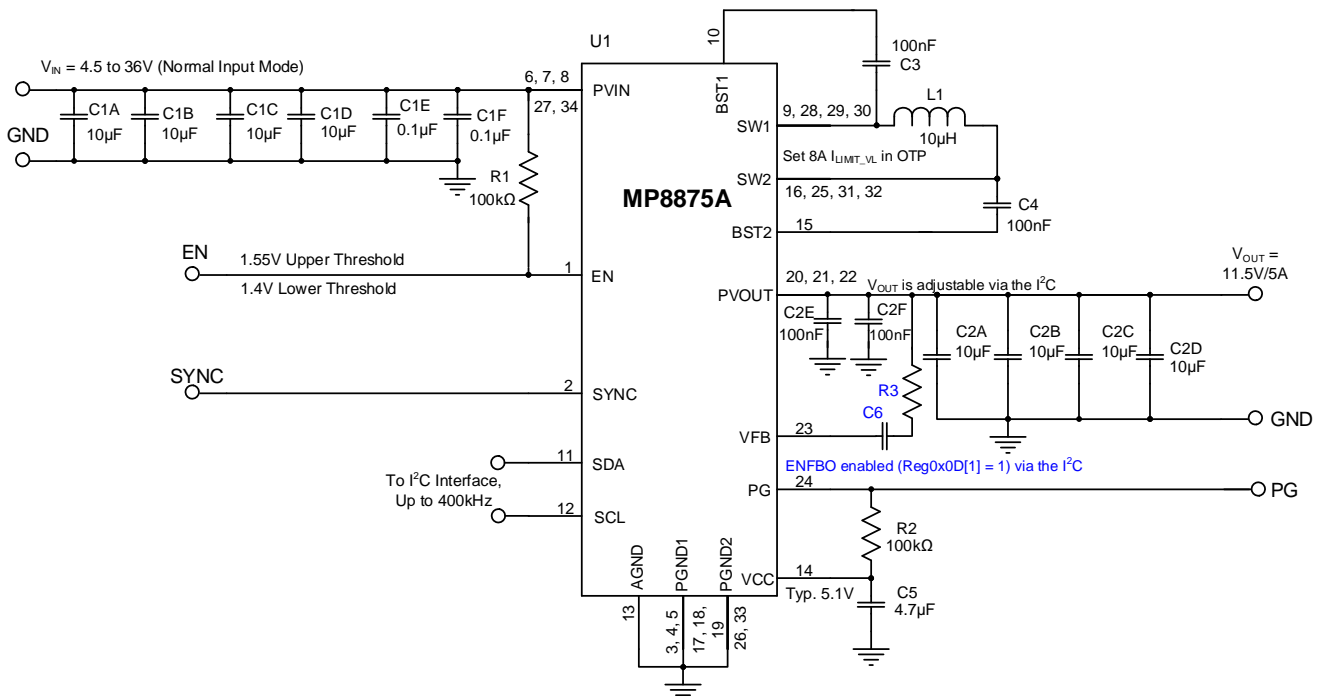 U1
V_IN = 4.5 to 36V (Normal Input Mode)
GND
C1A
10µF
C1B
10µF
C1C
10µF
C1D
10µF
C1E
0.1µF
C1F
0.1µF
R1
100kΩ
6, 7, 8
27, 34
PVIN
10
BST1
100nF
C3
SW1
9, 28, 29, 30
L1
10µH
Set 8A I_LIMIT_VL in OTP
SW2
16, 25, 31, 32
MP8875A
C4
100nF
15
BST2
EN
1.55V Upper Threshold
1.4V Lower Threshold
1
EN
V_OUT =
11.5V/5A
20, 21, 22
V_OUT is adjustable via the I²C
PVOUT
C2E
100nF
C2F
100nF
C2A
10µF
C2B
10µF
C2C
10µF
C2D
10µF
SYNC
2
SYNC
R3
C6
GND
23
VFB
ENFBO enabled (Reg0x0D[1] = 1) via the I²C
11
SDA
To I²C Interface,
Up to 400kHz
12
SCL
24
PG
PG
R2
100kΩ
14
VCC
Typ. 5.1V
C5
4.7µF
AGND
PGND1
PGND2
13
3, 4, 5
17, 18,
19
26, 33